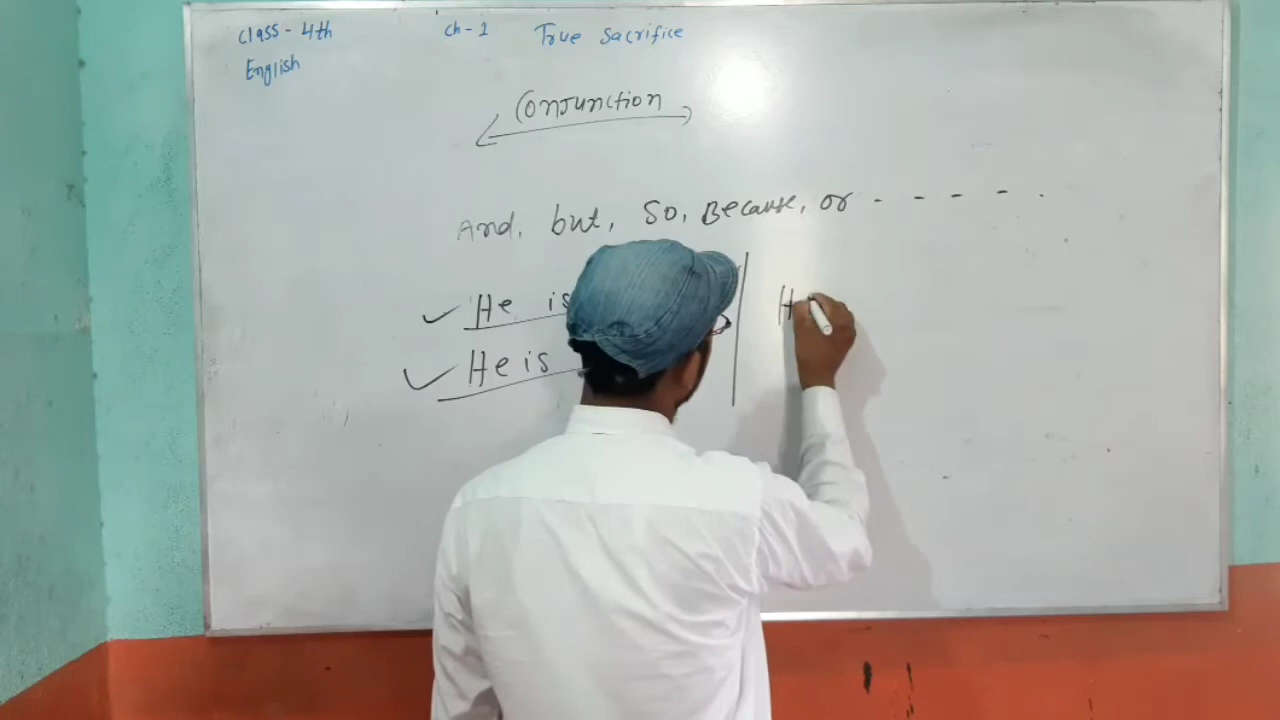 Class - 4th Ch - 1 True Sacrifice
English
Conjunction
And, but, So, Because, or - - - - .
He is
He is
H